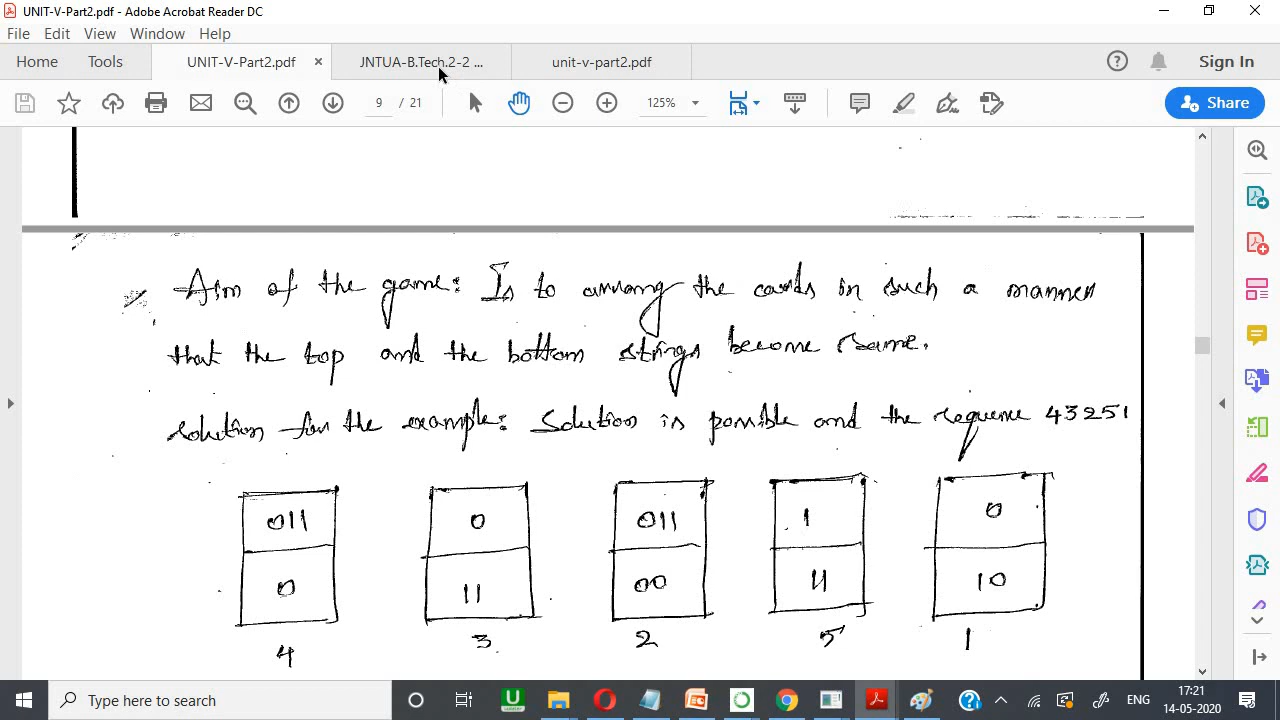 UNIT-V-Part2.pdf - Adobe Acrobat Reader DC
File Edit View Window Help
Home Tools UNIT-V-Part2.pdf × JNTUA-B.Tech.2-2 ... unit-v-part2.pdf Sign In
9 / 21 125% Share
Aim of the game: Is to arrang the cards in such a manner
that the top and the bottom strings become same.
solution for the example: Solution is possible and the sequence 43251
011 0 011 1 0
0 11 00 11 10
4 3 2 5 1
Type here to search
ENG 17:21
14-05-2020